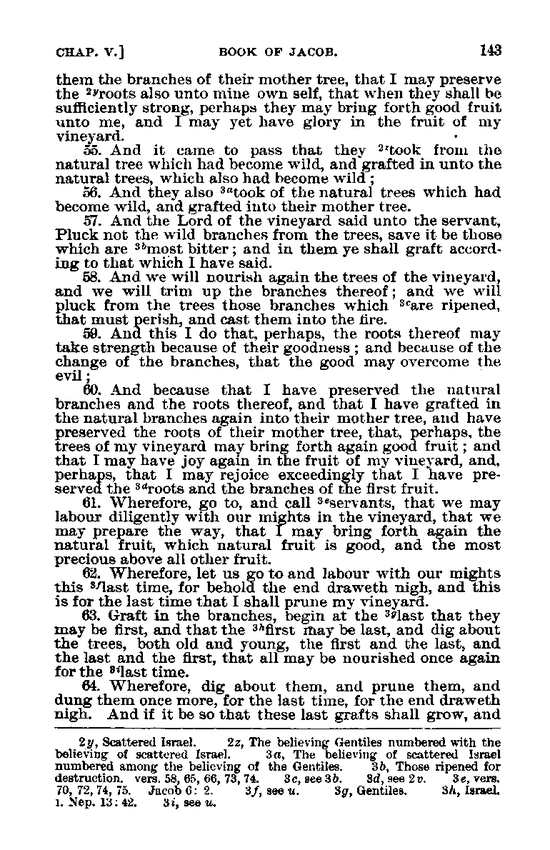 CHAP. V.] BOOK OF JACOB. 143
them the branches of their mother tree, that I may preserve
the ²ʸroots also unto mine own self, that when they shall be
sufficiently strong, perhaps they may bring forth good fruit
unto me, and I may yet have glory in the fruit of my
vineyard.
55. And it came to pass that they ²ᶻtook from the
natural tree which had become wild, and grafted in unto the
natural trees, which also had become wild ;
56. And they also ³ᵃtook of the natural trees which had
become wild, and grafted into their mother tree.
57. And the Lord of the vineyard said unto the servant,
Pluck not the wild branches from the trees, save it be those
which are ³ᵇmost bitter ; and in them ye shall graft accord-
ing to that which I have said.
58. And we will nourish again the trees of the vineyard,
and we will trim up the branches thereof ; and we will
pluck from the trees those branches which ³ᶜare ripened,
that must perish, and cast them into the fire.
59. And this I do that, perhaps, the roots thereof may
take strength because of their goodness ; and because of the
change of the branches, that the good may overcome the
evil ;
60. And because that I have preserved the natural
branches and the roots thereof, and that I have grafted in
the natural branches again into their mother tree, and have
preserved the roots of their mother tree, that, perhaps, the
trees of my vineyard may bring forth again good fruit ; and
that I may have joy again in the fruit of my vineyard, and,
perhaps, that I may rejoice exceedingly that I have pre-
served the ³ᵈroots and the branches of the first fruit.
61. Wherefore, go to, and call ³ᵉservants, that we may
labour diligently with our mights in the vineyard, that we
may prepare the way, that I may bring forth again the
natural fruit, which natural fruit is good, and the most
precious above all other fruit.
62. Wherefore, let us go to and labour with our mights
this ³ᶠlast time, for behold the end draweth nigh, and this
is for the last time that I shall prune my vineyard.
63. Graft in the branches, begin at the ³ᵍlast that they
may be first, and that the ³ʰfirst may be last, and dig about
the trees, both old and young, the first and the last, and
the last and the first, that all may be nourished once again
for the ³ⁱlast time.
64. Wherefore, dig about them, and prune them, and
dung them once more, for the last time, for the end draweth
nigh. And if it be so that these last grafts shall grow, and
2y, Scattered Israel. 2z, The believing Gentiles numbered with the
believing of scattered Israel. 3a, The believing of scattered Israel
numbered among the believing of the Gentiles. 3b, Those ripened for
destruction. vers. 58, 65, 66, 73, 74. 3c, see 3b. 3d, see 2v. 3e, vers.
70, 72, 74, 75. Jacob 6: 2. 3f, see u. 3g, Gentiles. 3h, Israel.
1. Nep. 13: 42. 3i, see u.